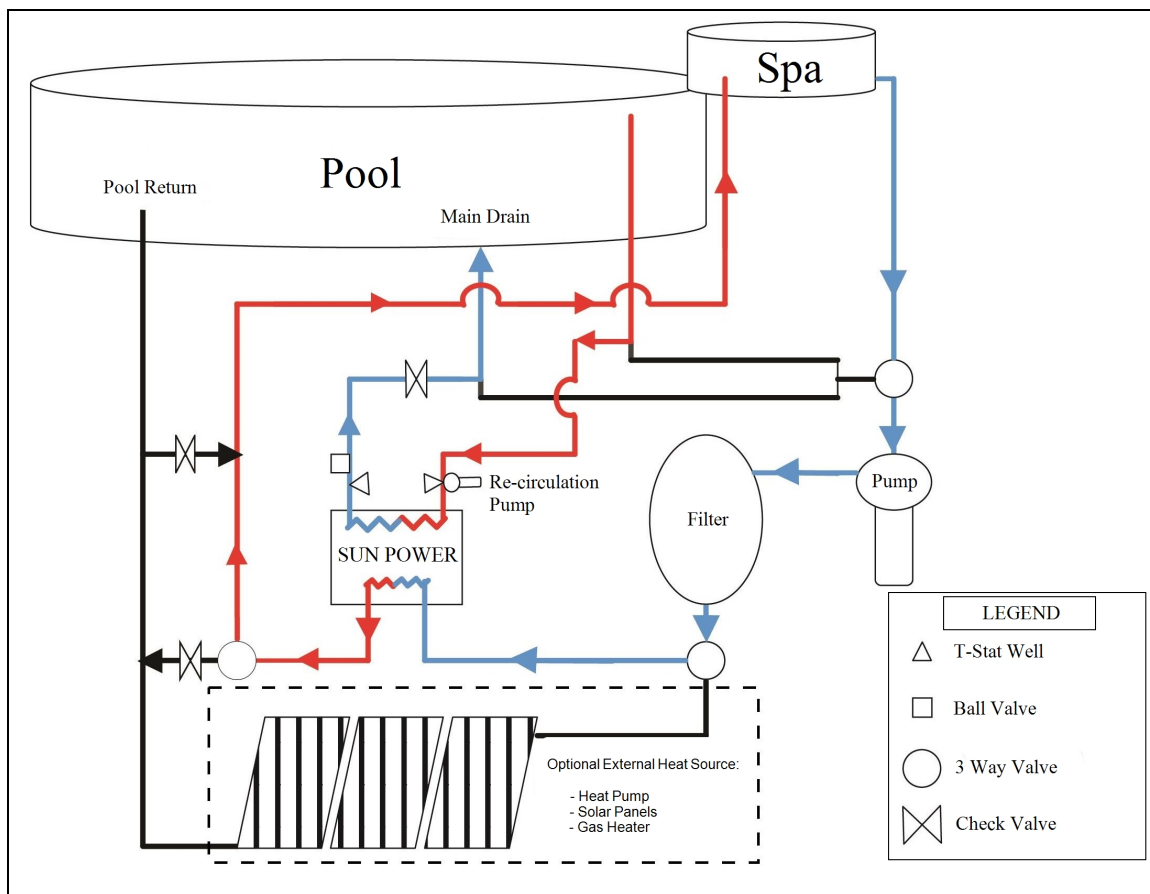 Spa
Pool
Pool Return
Main Drain
Re-circulation
Pump
SUN POWER
Filter
Pump
LEGEND
T-Stat Well
Ball Valve
3 Way Valve
Check Valve
Optional External Heat Source:
- Heat Pump
- Solar Panels
- Gas Heater